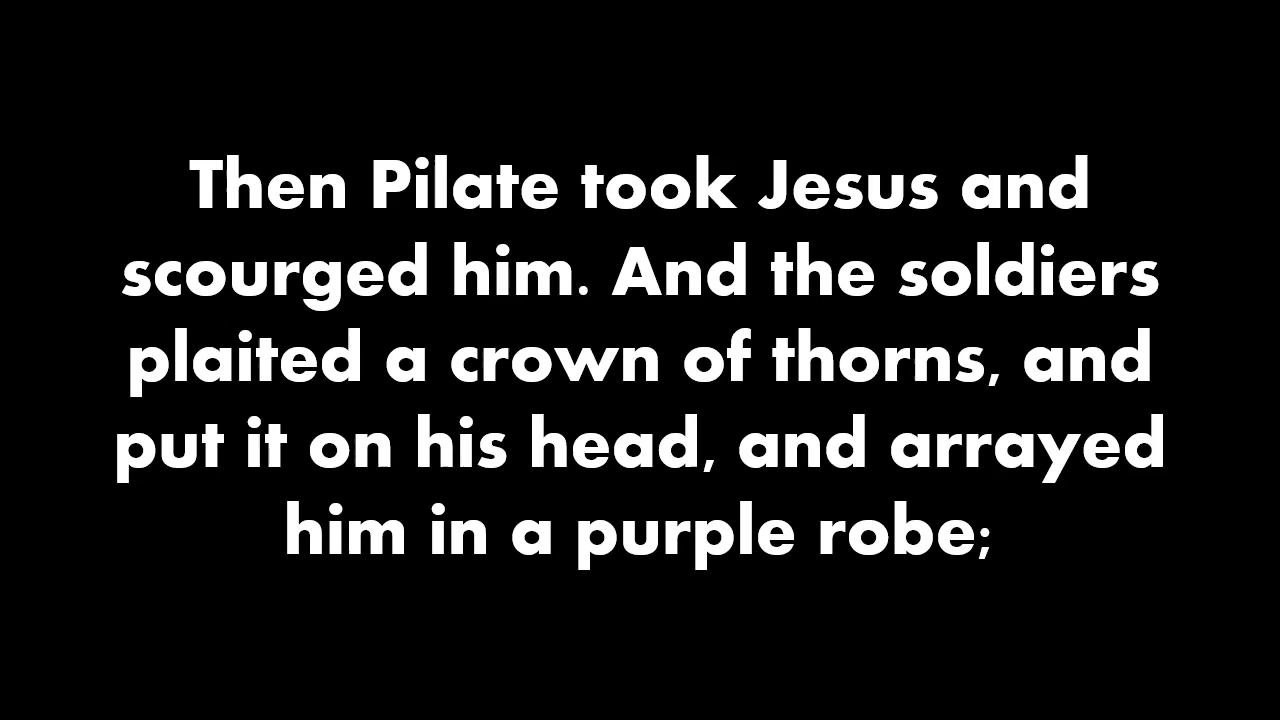 Then Pilate took Jesus and
scourged him. And the soldiers
plaited a crown of thorns, and
put it on his head, and arrayed
him in a purple robe;